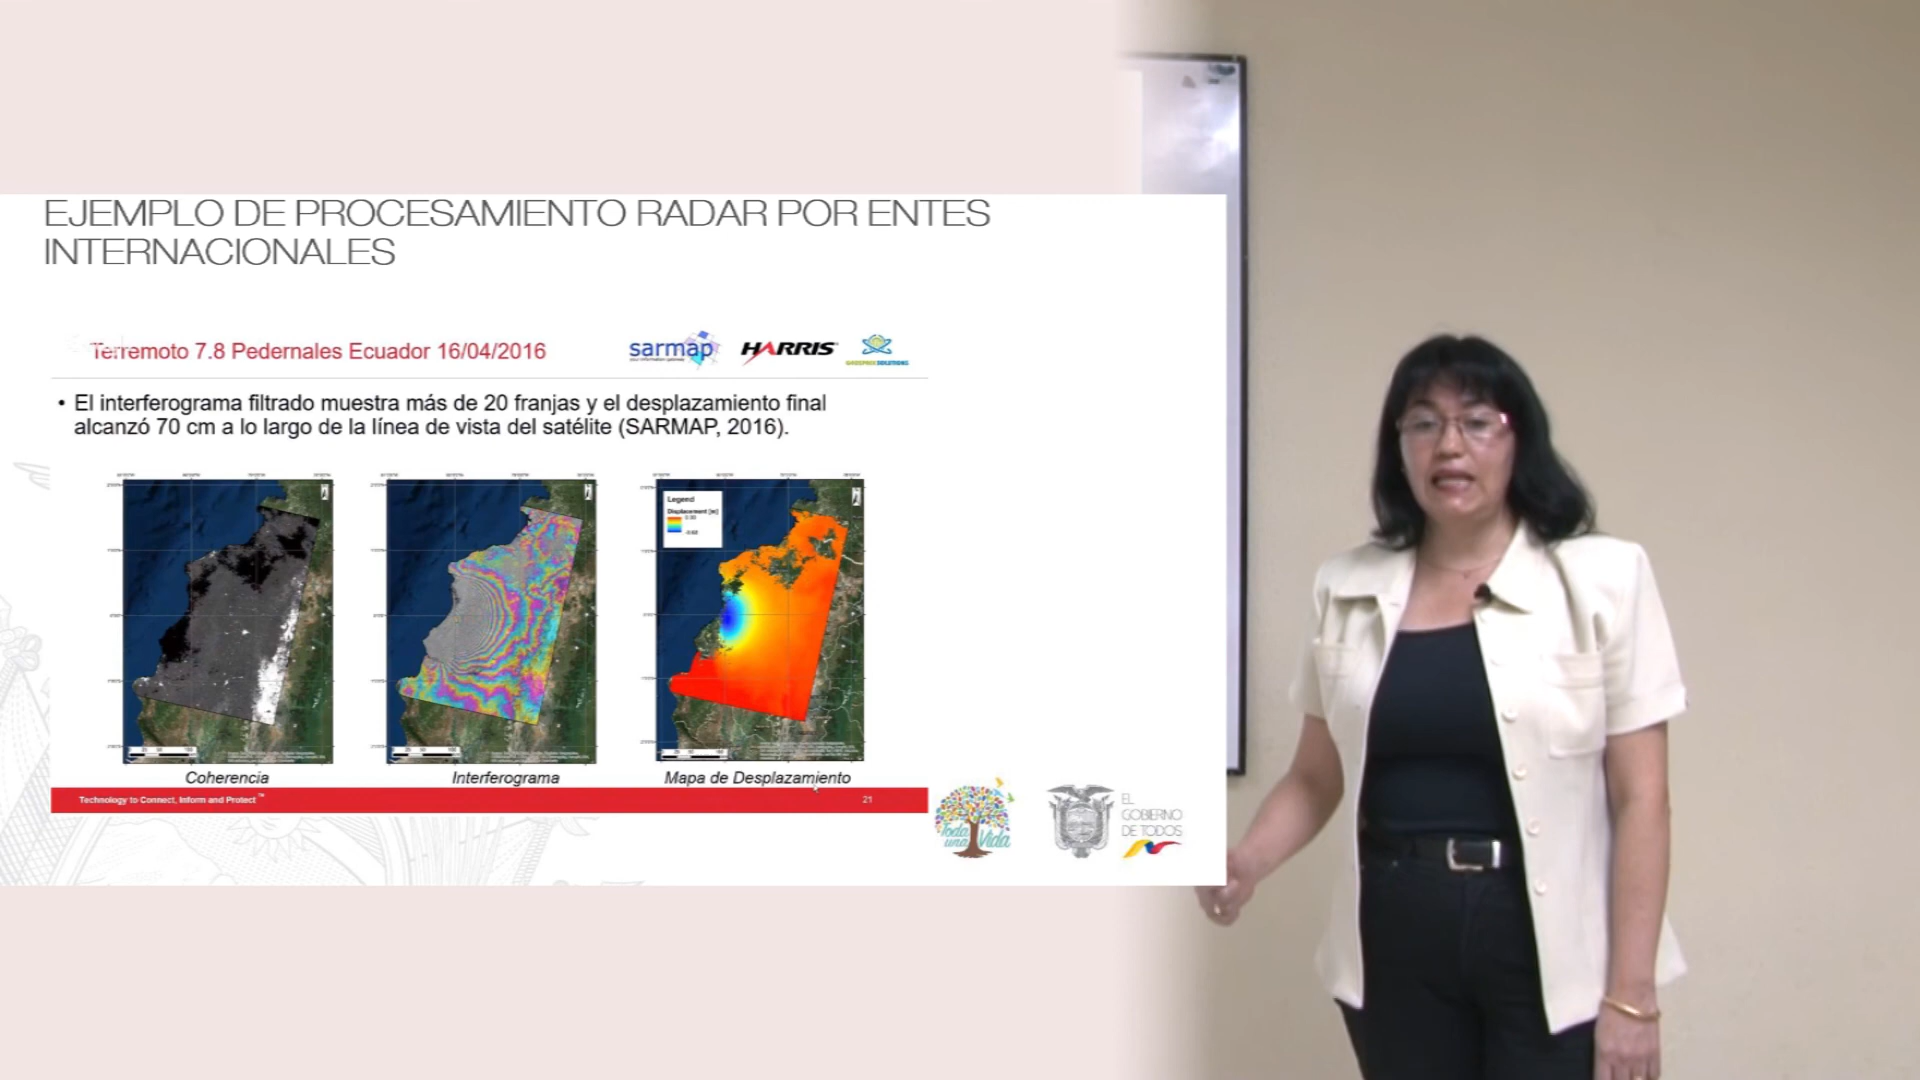 EJEMPLO DE PROCESAMIENTO RADAR POR ENTES
INTERNACIONALES
Terremoto 7.8 Pedernales Ecuador 16/04/2016
sarmap
HARRIS
• El interferograma filtrado muestra más de 20 franjas y el desplazamiento final
alcanzó 70 cm a lo largo de la línea de vista del satélite (SARMAP, 2016).
Legend
Displacement [m]
Coherencia
Interferograma
Mapa de Desplazamiento
Technology to Connect, Inform and Protect™
21
Toda
una Vida
EL
GOBIERNO
DE TODOS